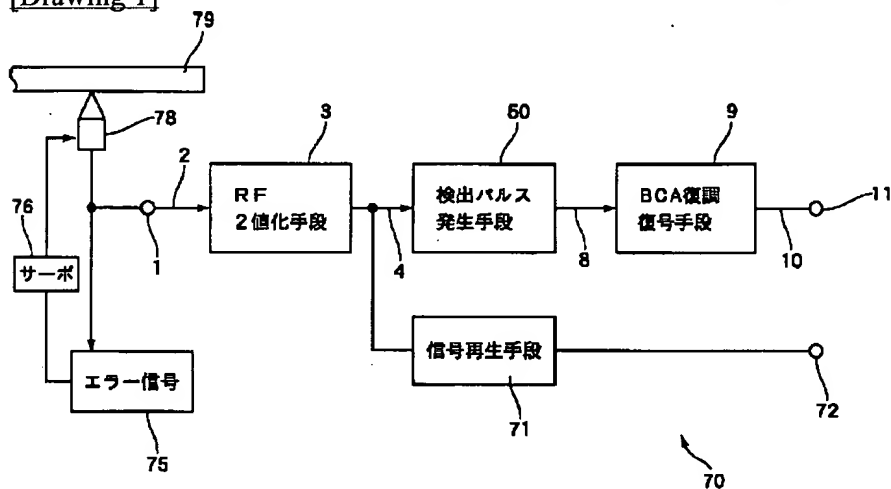 [Drawing 1]
79
78
76
サーボ
2
1
3
RF
2値化手段
4
50
検出パルス
発生手段
8
9
BCA復調
復号手段
10
11
エラー信号
75
信号再生手段
71
72
70